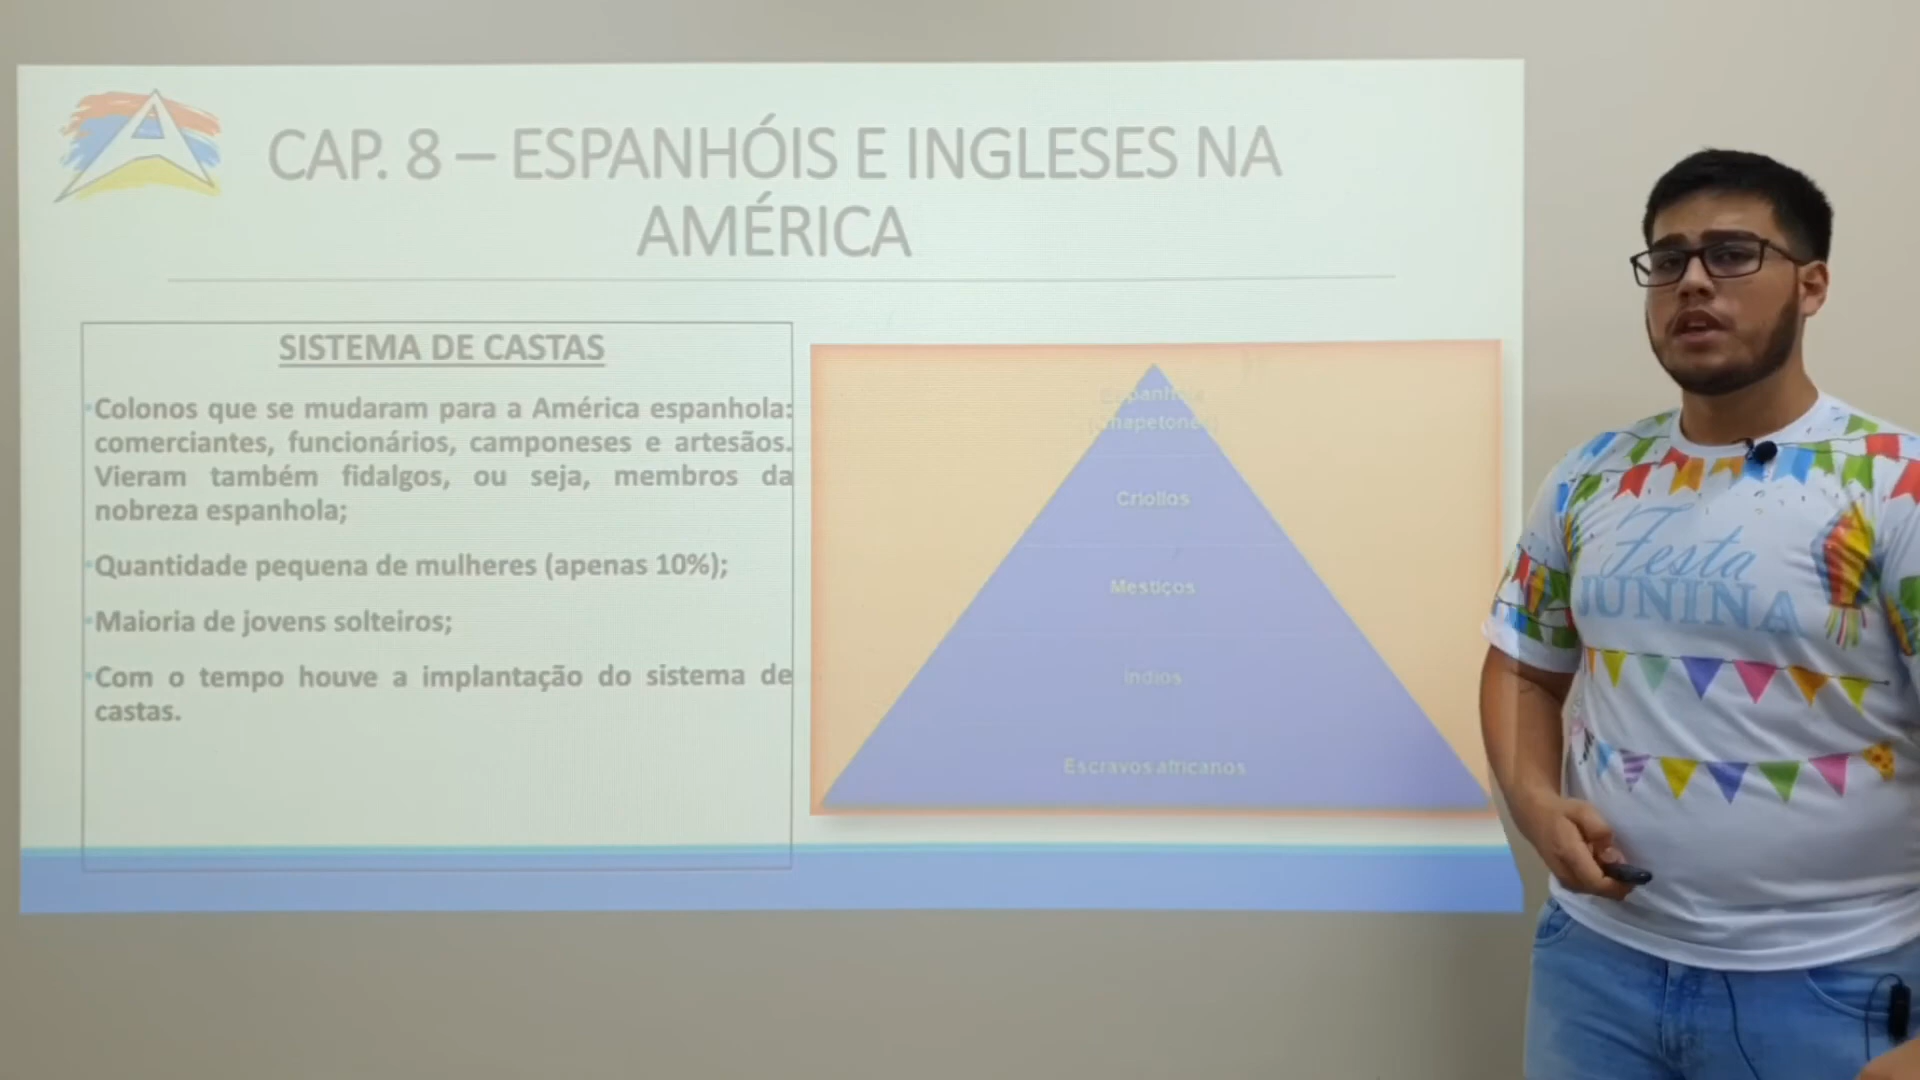 CAP. 8 – ESPANHÓIS E INGLESES NA
AMÉRICA
SISTEMA DE CASTAS
•Colonos que se mudaram para a América espanhola:
comerciantes, funcionários, camponeses e artesãos.
Vieram também fidalgos, ou seja, membros da
nobreza espanhola;
•Quantidade pequena de mulheres (apenas 10%);
•Maioria de jovens solteiros;
•Com o tempo houve a implantação do sistema de
castas.
Criollos
Mestiços
Índios
Escravos africanos
Festa
JUNINA